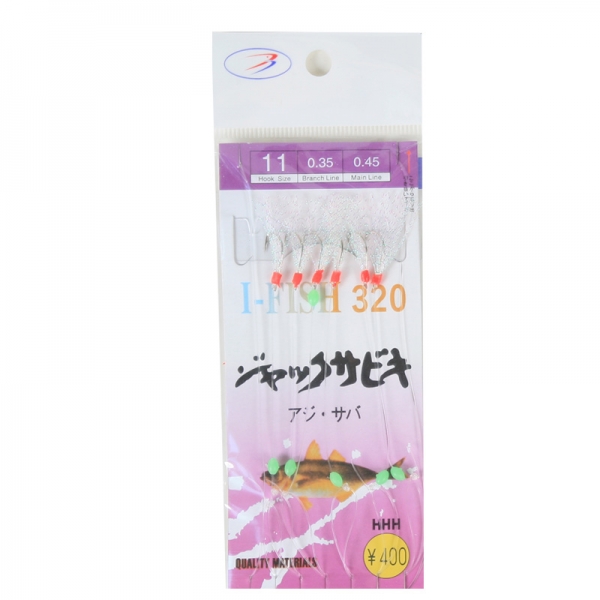 11 0.35 0.45
Hook Size Branch Line Main Line
I-FISH 320
ジャックサビキ
アジ・サバ
HHH
¥400
QUALITY MATERIALS